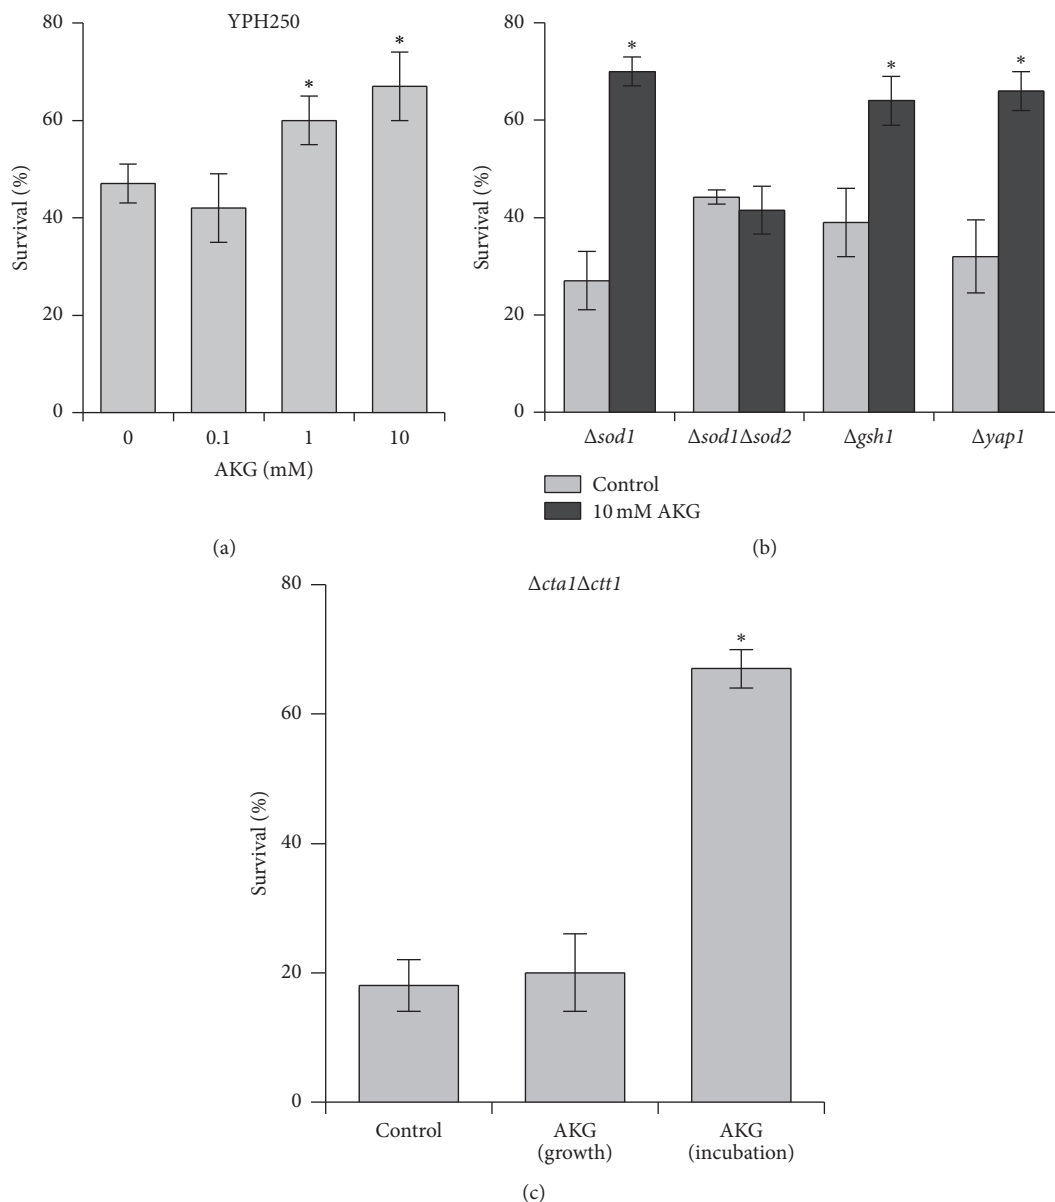 YPH250
80
60
40
20
0
Survival (%)
*
*
0 0.1 1 10
AKG (mM)
(a)
80
60
40
20
0
Survival (%)
*
*
*
Δsod1 Δsod1Δsod2 Δgsh1 Δyap1
Control
10 mM AKG
(b)
Δcta1Δctt1
80
60
40
20
0
Survival (%)
*
Control AKG AKG
(growth) (incubation)
(c)